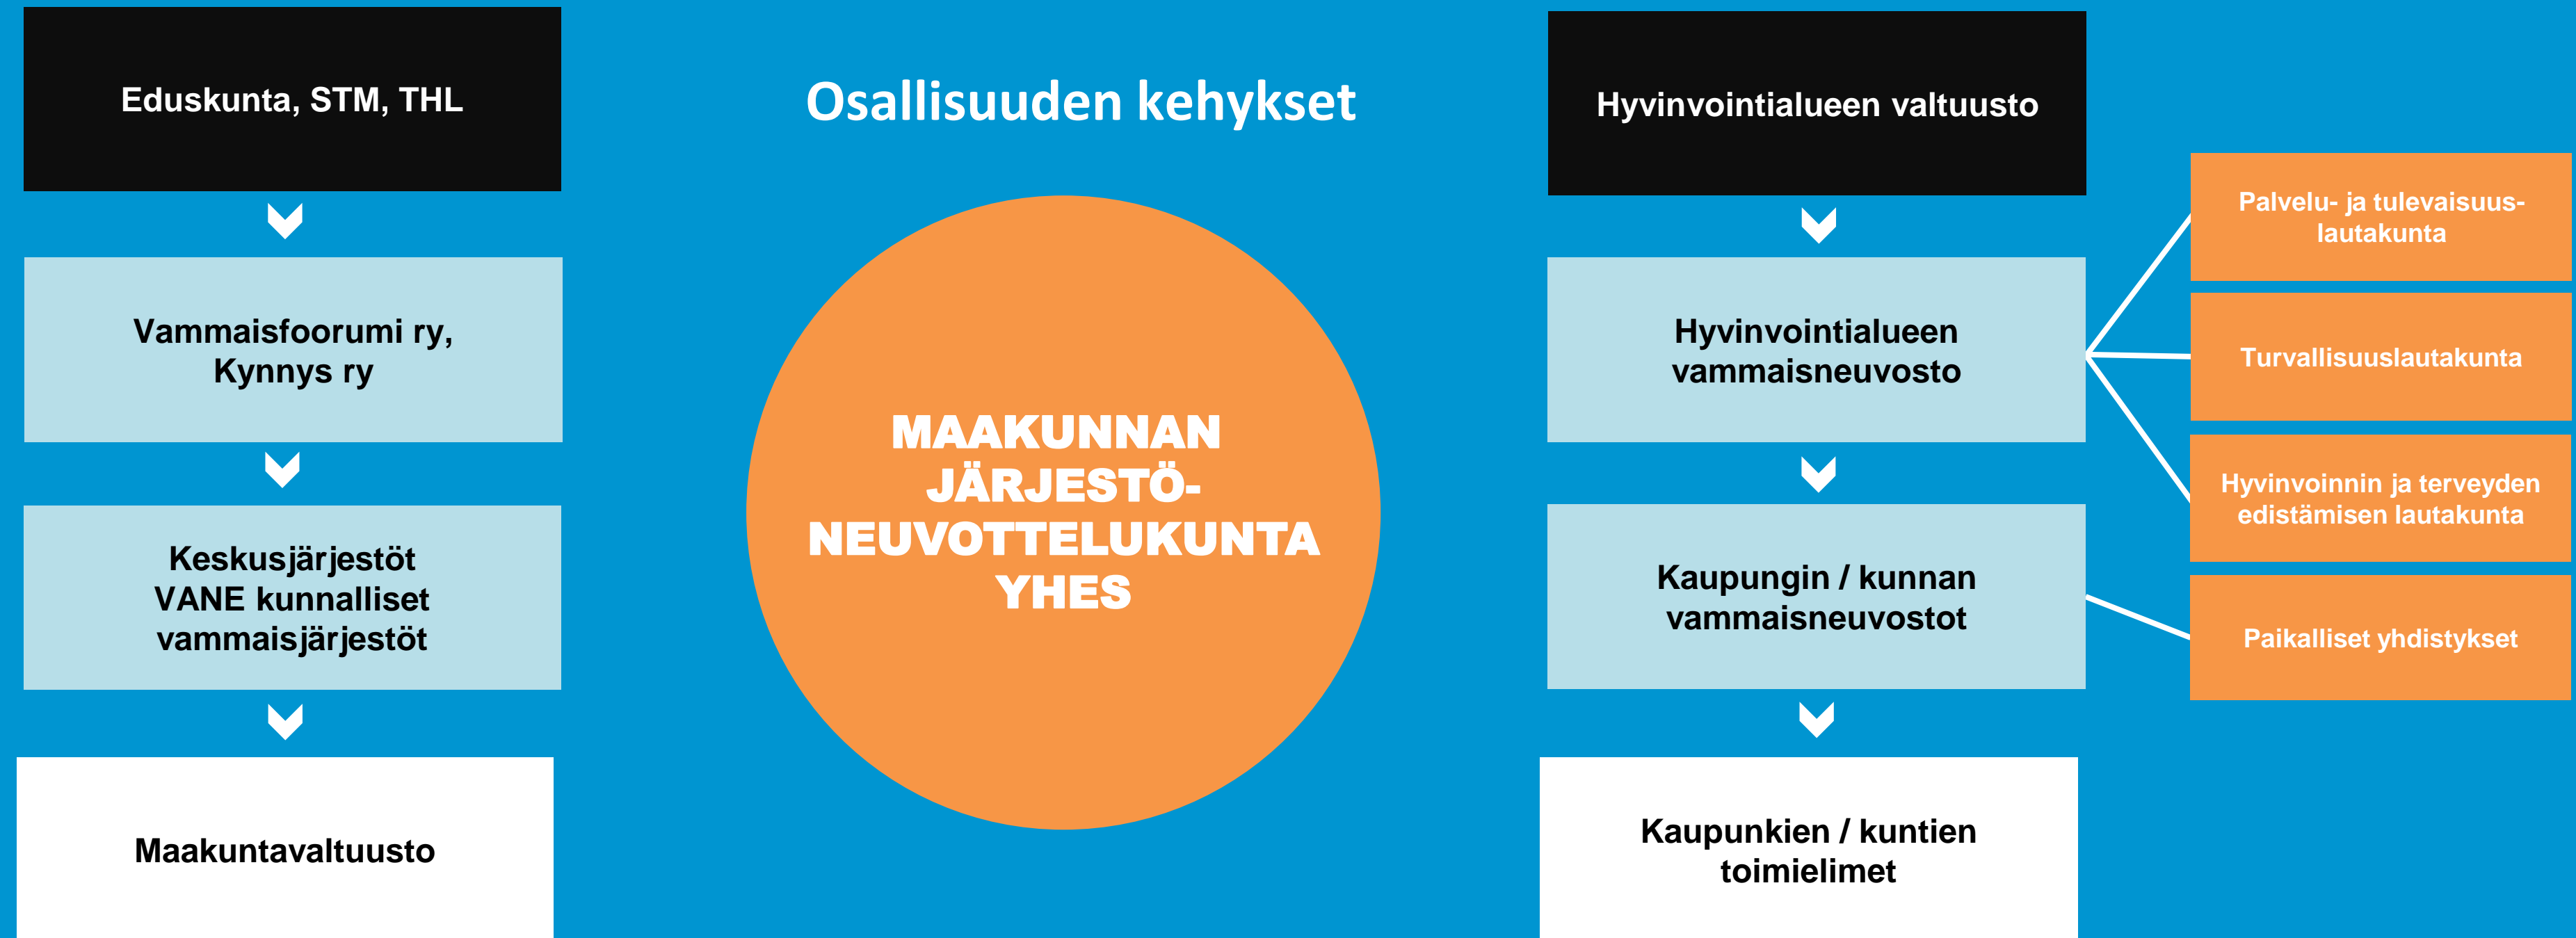 Osallisuuden kehykset
Eduskunta, STM, THL
Vammaisfoorumi ry,
Kynnys ry
Keskusjärjestöt
VANE kunnalliset
vammaisjärjestöt
Maakuntavaltuusto
MAAKUNNAN
JÄRJESTÖ-
NEUVOTTELUKUNTA
YHES
Hyvinvointialueen valtuusto
Hyvinvointialueen
vammaisneuvosto
Kaupungin / kunnan
vammaisneuvostot
Kaupunkien / kuntien
toimielimet
Palvelu- ja tulevaisuus-
lautakunta
Turvallisuuslautakunta
Hyvinvoinnin ja terveyden
edistämisen lautakunta
Paikalliset yhdistykset